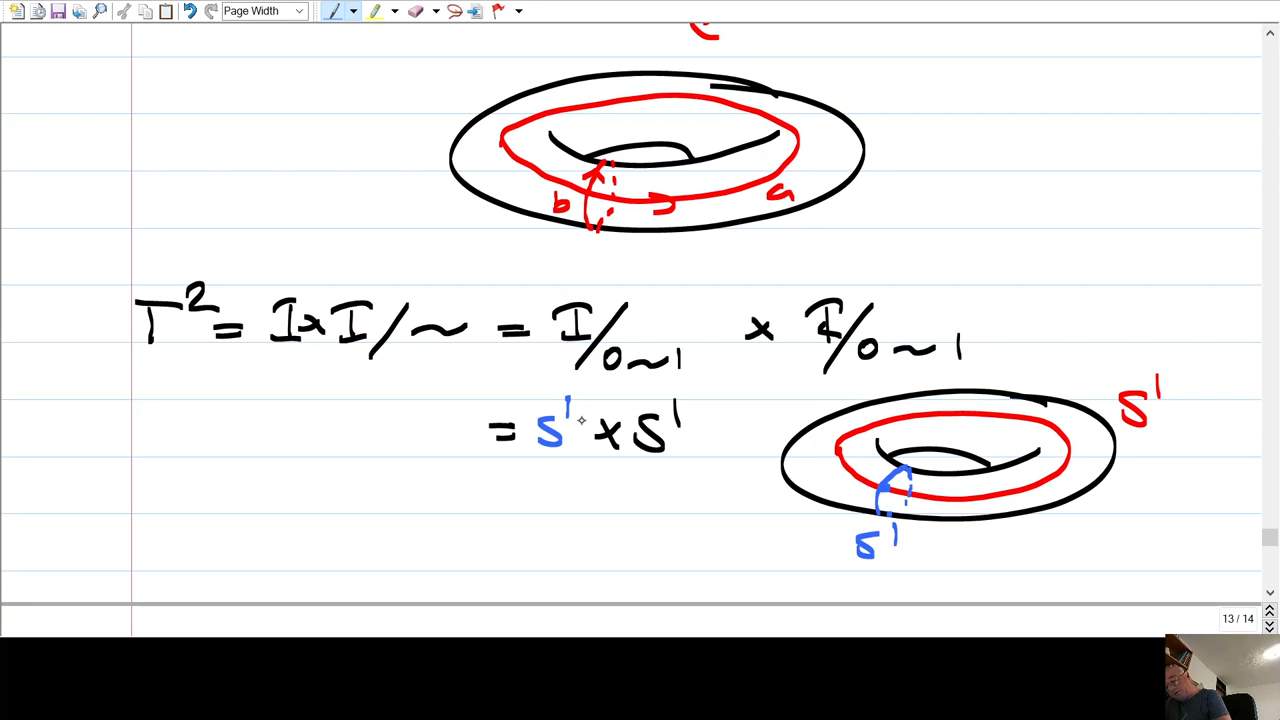 Page Width
b
a
T² = I×I/~ = I/0~1 × I/0~1
= S¹ × S¹
S¹
S¹
13 / 14